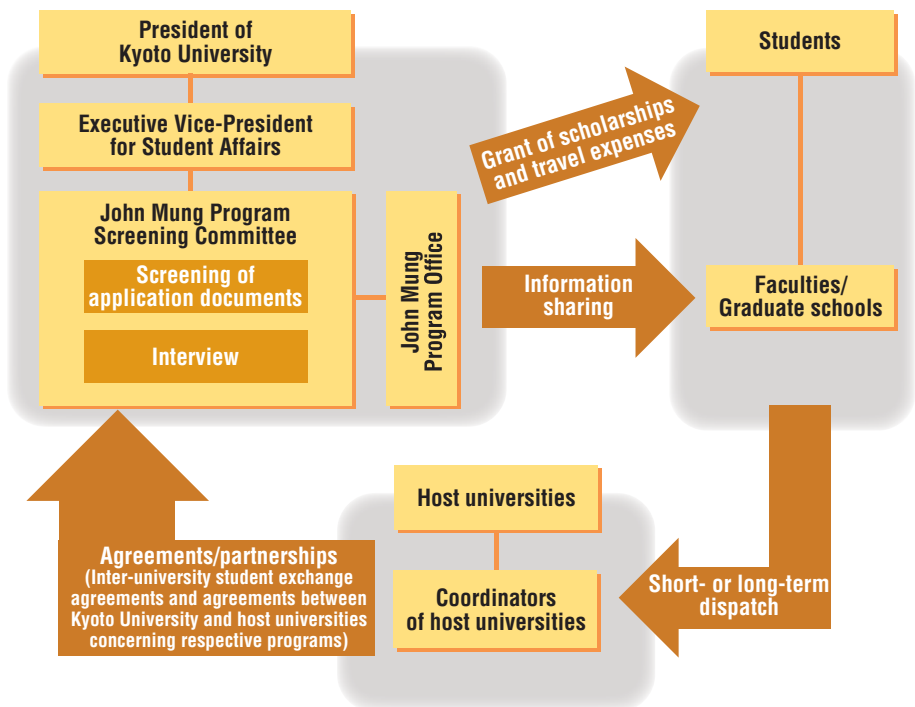 President of
Kyoto University
Executive Vice-President
for Student Affairs
John Mung Program
Screening Committee
Screening of
application documents
Interview
John Mung
Program Office
Grant of scholarships
and travel expenses
Information
sharing
Students
Faculties/
Graduate schools
Short- or long-term
dispatch
Host universities
Coordinators
of host universities
Agreements/partnerships
(Inter-university student exchange
agreements and agreements between
Kyoto University and host universities
concerning respective programs)